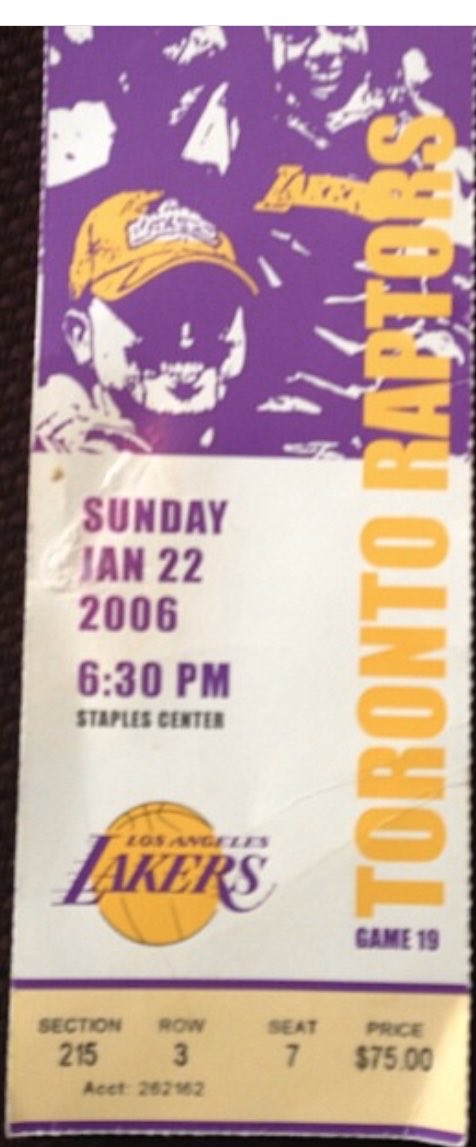 LAKERS
SUNDAY
JAN 22
2006
6:30 PM
STAPLES CENTER
TORONTO RAPTORS
LOS ANGELES
LAKERS
GAME 19
SECTION ROW SEAT PRICE
215 3 7 $75.00
Acct: 262162